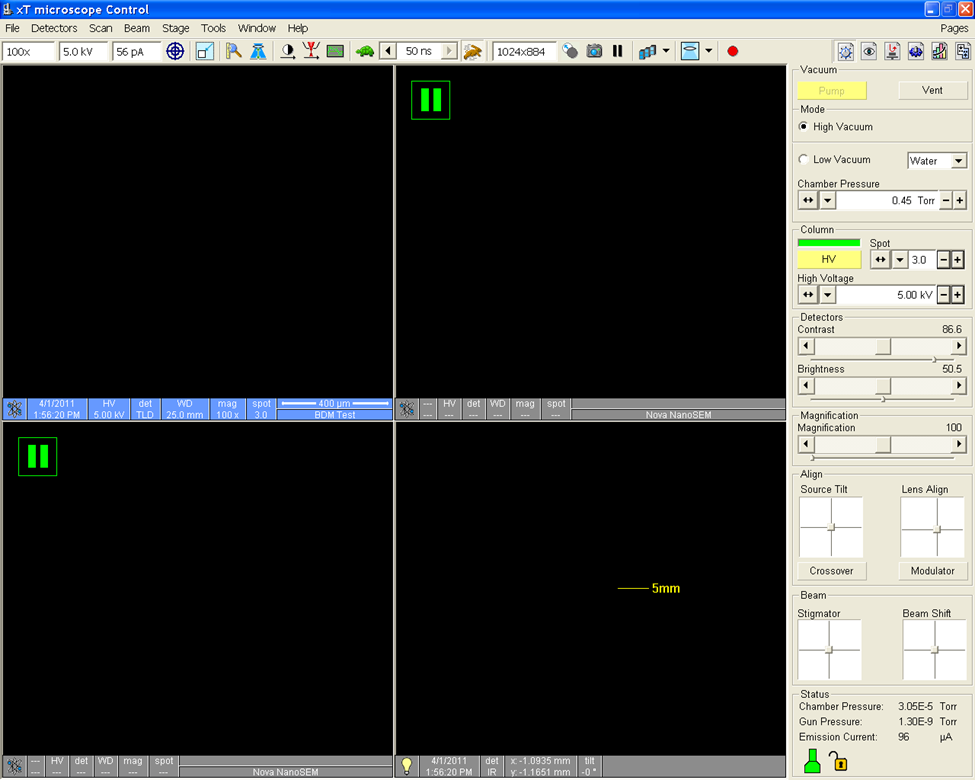 xT microscope Control
File Detectors Scan Beam Stage Tools Window Help Pages
100x 5.0 kV 56 pA 50 ns 1024x884
Vacuum
Pump Vent
Mode
High Vacuum
Low Vacuum Water
Chamber Pressure
0.45 Torr
Column
Spot
HV 3.0
High Voltage
5.00 kV
Detectors
Contrast 86.6
Brightness 50.5
Magnification
Magnification 100
Align
Source Tilt Lens Align
Crossover Modulator
Beam
Stigmator Beam Shift
Status
Chamber Pressure: 3.05E-5 Torr
Gun Pressure: 1.30E-9 Torr
Emission Current: 96 µA
4/1/2011 HV det WD mag spot 400 µm
1:56:20 PM 5.00 kV TLD 25.0 mm 100 x 3.0 BDM Test
--- HV det WD mag spot
--- --- --- --- --- --- Nova NanoSEM
5mm
--- HV det WD mag spot
--- --- --- --- --- --- Nova NanoSEM
4/1/2011 det x: -1.0935 mm tilt
1:56:20 PM IR y: -1.1651 mm -0 °